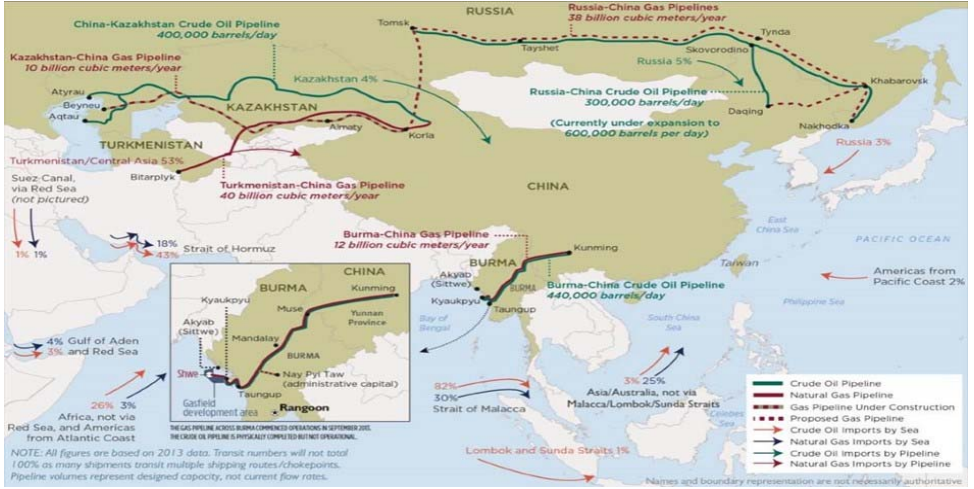 RUSSIA
China-Kazakhstan Crude Oil Pipeline
400,000 barrels/day
Russia-China Gas Pipelines
38 billion cubic meters/year
Tomsk
Tayshet
Tynda
Skovorodino
Kazakhstan-China Gas Pipeline
10 billion cubic meters/year
Kazakhstan 4%
Russia 5%
Khabarovsk
Atyrau
Beyneu
Aqtau
KAZAKHSTAN
Almaty
Korla
Russia-China Crude Oil Pipeline
300,000 barrels/day
(Currently under expansion to
600,000 barrels per day)
Daqing
Nakhodka
TURKMENISTAN
Turkmenistan/Central Asia 53%
Bitarplyk
Russia 3%
Turkmenistan-China Gas Pipeline
40 billion cubic meters/year
CHINA
Suez Canal,
via Red Sea
(not pictured)
1% 1%
18%
43%
Strait of Hormuz
Burma-China Gas Pipeline
12 billion cubic meters/year
Kunming
BURMA
BURMA
Akyab
(Sittwe)
Kyaukpyu
Taungup
Burma-China Crude Oil Pipeline
440,000 barrels/day
East
China Sea
Taiwan
PACIFIC OCEAN
Americas from
Pacific Coast 2%
Philippine Sea
South China
Sea
Bay of
Bengal
CHINA
BURMA
Kunming
Kyaukpyu
Akyab
(Sittwe)
Muse
Yunnan
Province
Mandalay
BURMA
Shwe
Nay Pyi Taw
(administrative capital)
Taungup
Gasfield
development area
Rangoon
THE GAS PIPELINE ACROSS BURMA COMMENCED OPERATIONS IN SEPTEMBER 2013.
THE CRUDE OIL PIPELINE IS PHYSICALLY COMPLETED BUT NOT OPERATIONAL.
4%
3%
Gulf of Aden
and Red Sea
26% 3%
Africa, not via
Red Sea, and Americas
from Atlantic Coast
82%
30%
Strait of Malacca
3% 25%
Asia/Australia, not via
Malacca/Lombok/Sunda Straits
Celebes
Sea
Lombok and Sunda Straits 1%
Crude Oil Pipeline
Natural Gas Pipeline
Gas Pipeline Under Construction
Proposed Gas Pipeline
Crude Oil Imports by Sea
Natural Gas Imports by Sea
Crude Oil Imports by Pipeline
Natural Gas Imports by Pipeline
NOTE: All figures are based on 2013 data. Transit numbers will not total
100% as many shipments transit multiple shipping routes/chokepoints.
Pipeline volumes represent designed capacity, not current flow rates.
Names and boundary representation are not necessarily authoritative